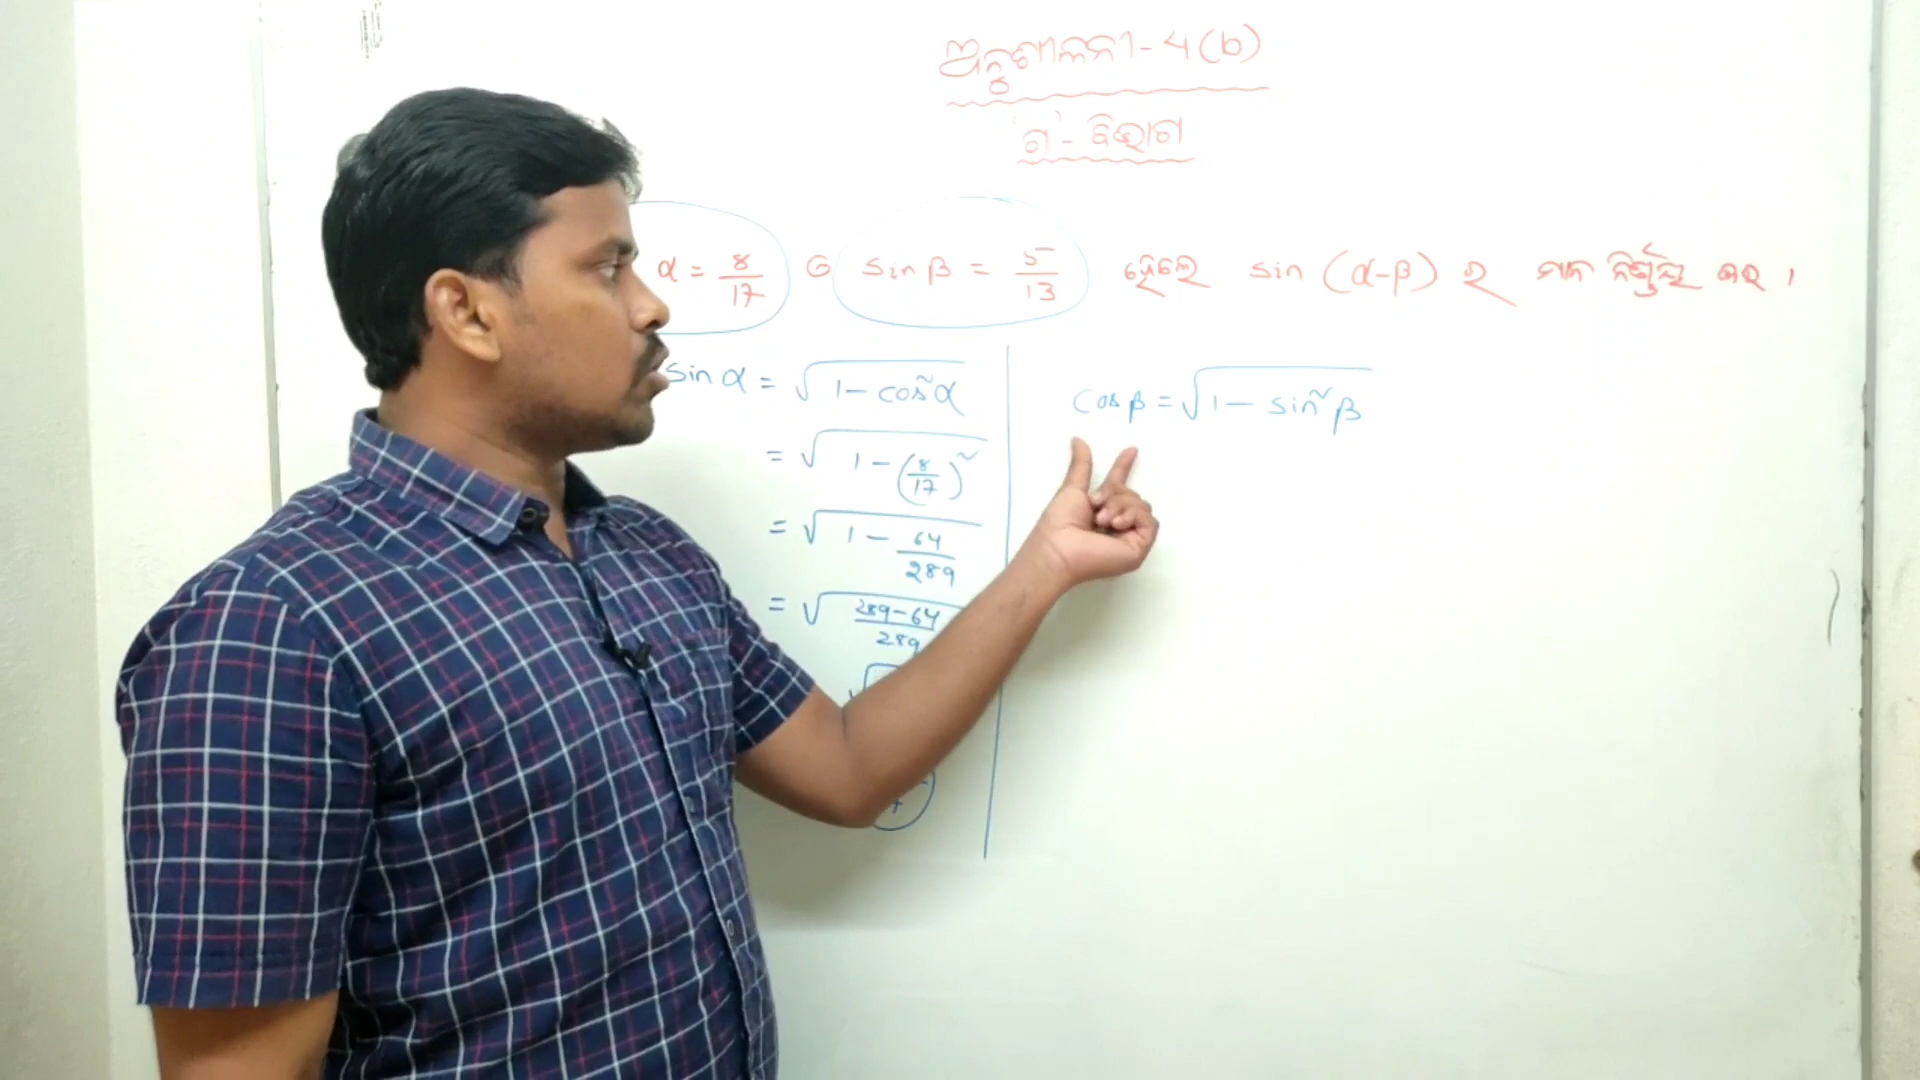 ଅନୁଶୀଳନୀ - 4(b)
'ଗ' - ବିଭାଗ
α = 8/17 ଓ sin β = 5/13 ହେଲେ sin (α-β) ର ମାନ ନିର୍ଣ୍ଣୟ କର ।
sin α = √(1 - cos²α)
= √(1 - (8/17)²)
= √(1 - 64/289)
= √((289-64)/289)
cos β = √(1 - sin²β)